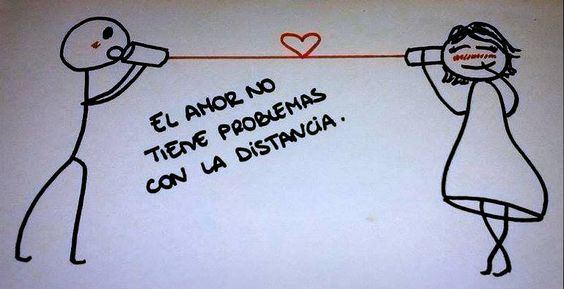 EL AMOR NO
TIENE PROBLEMAS
CON LA DISTANCIA.